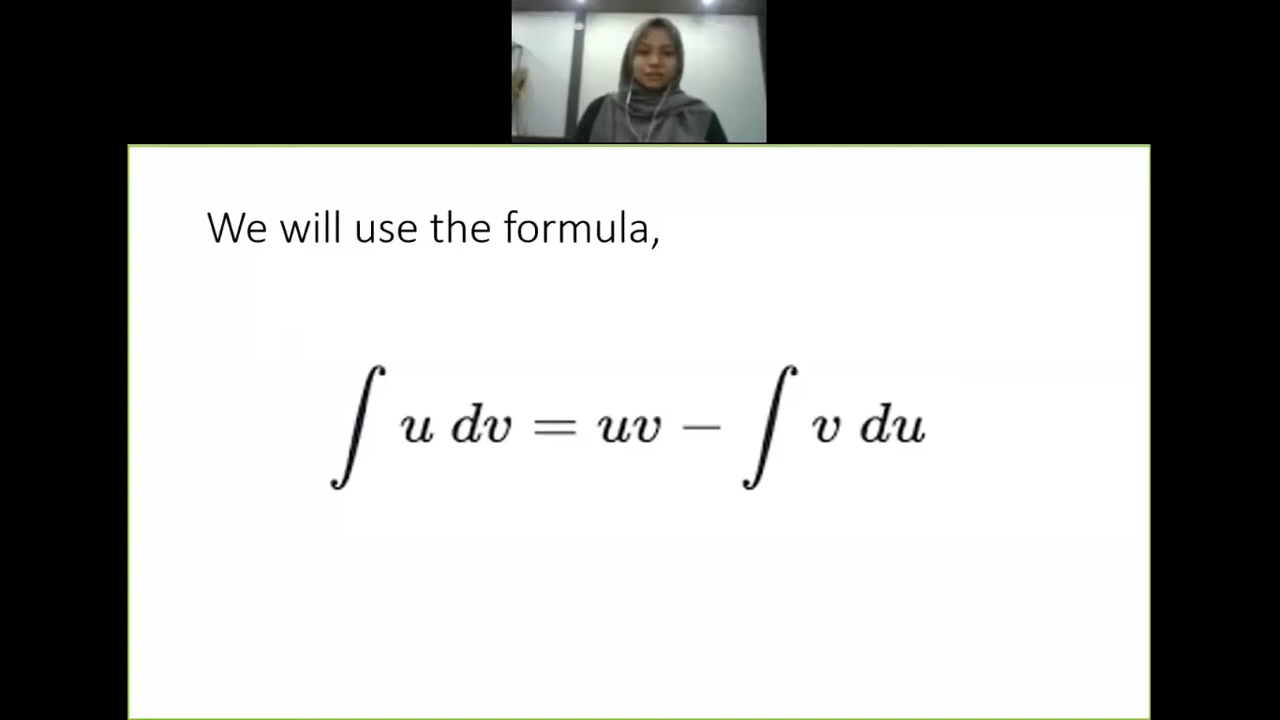 We will use the formula,
∫ u dv = uv − ∫ v du